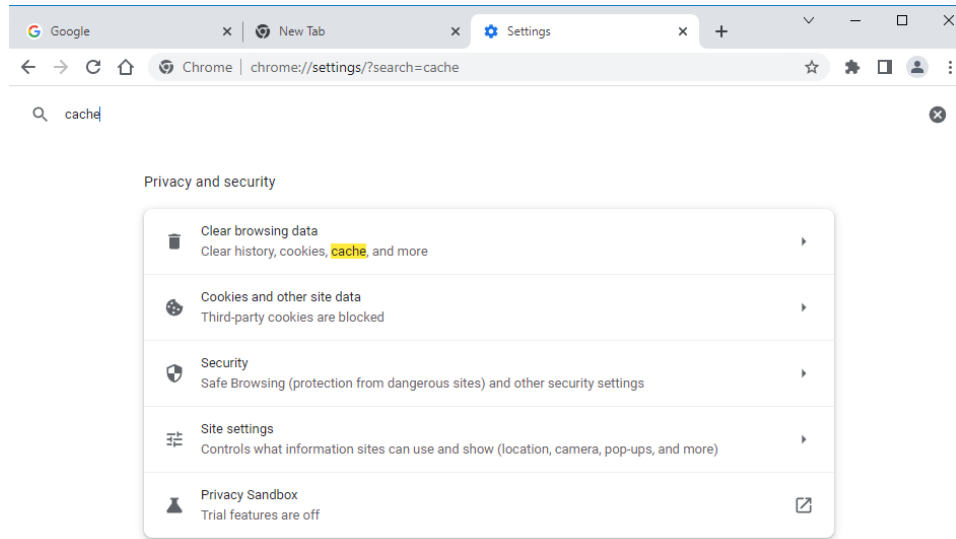 Google
New Tab
Settings
Chrome | chrome://settings/?search=cache
cache
Privacy and security
Clear browsing data
Clear history, cookies, cache, and more
Cookies and other site data
Third-party cookies are blocked
Security
Safe Browsing (protection from dangerous sites) and other security settings
Site settings
Controls what information sites can use and show (location, camera, pop-ups, and more)
Privacy Sandbox
Trial features are off